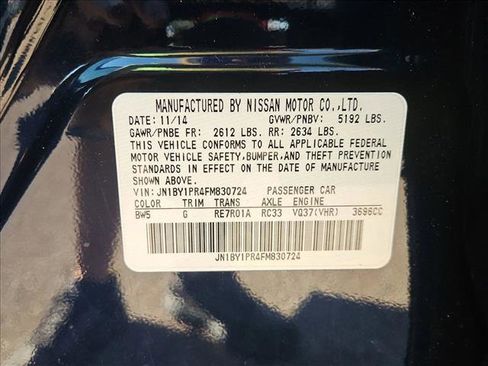 MANUFACTURED BY NISSAN MOTOR CO.,LTD.
DATE: 11/14 GVWR/PNBV: 5192 LBS.
GAWR/PNBE FR: 2612 LBS. RR: 2634 LBS.
THIS VEHICLE CONFORMS TO ALL APPLICABLE FEDERAL
MOTOR VEHICLE SAFETY,BUMPER,AND THEFT PREVENTION
STANDARDS IN EFFECT ON THE DATE OF MANUFACTURE
SHOWN ABOVE.
VIN: JN1BY1PR4FM830724 PASSENGER CAR
COLOR TRIM TRANS AXLE ENGINE
BW5 G RE7R01A RC33 VQ37(VHR) 3696CC
JN1BY1PR4FM830724